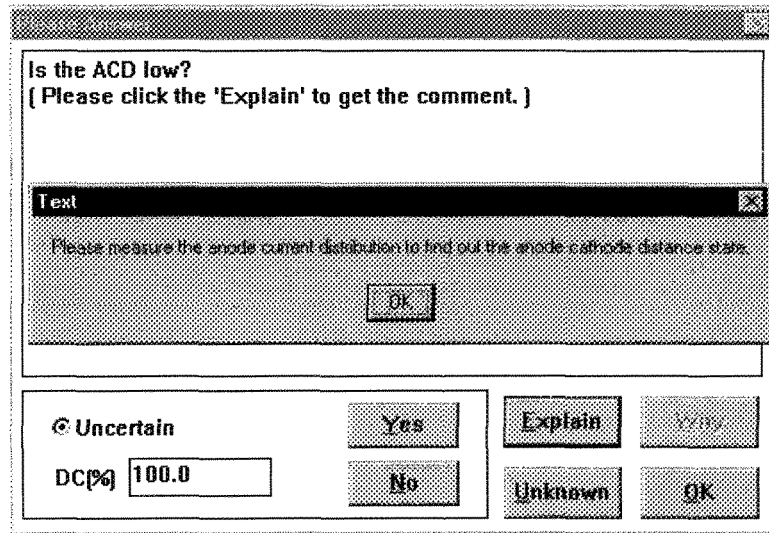 Is the ACD low?
( Please click the 'Explain' to get the comment. )
Text
Please measure the anode current distribution to find out the anode cathode distance state.
OK
Uncertain
Yes
Explain
Why
DC(%)
100.0
No
Unknown
OK